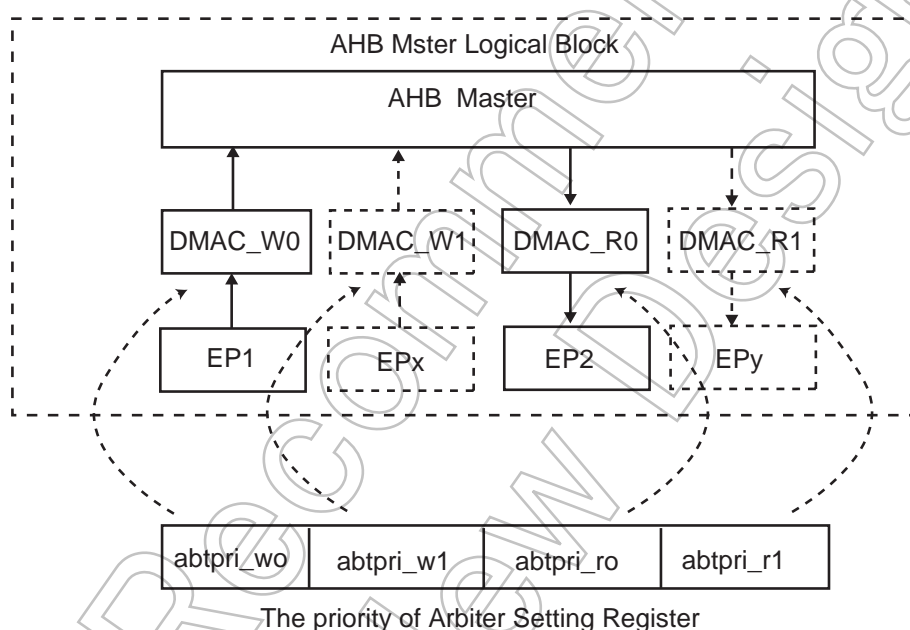 AHB Mster Logical Block
AHB Master
DMAC_W0 DMAC_W1 DMAC_R0 DMAC_R1
EP1 EPx EP2 EPy
abtpri_wo abtpri_w1 abtpri_ro abtpri_r1
The priority of Arbiter Setting Register